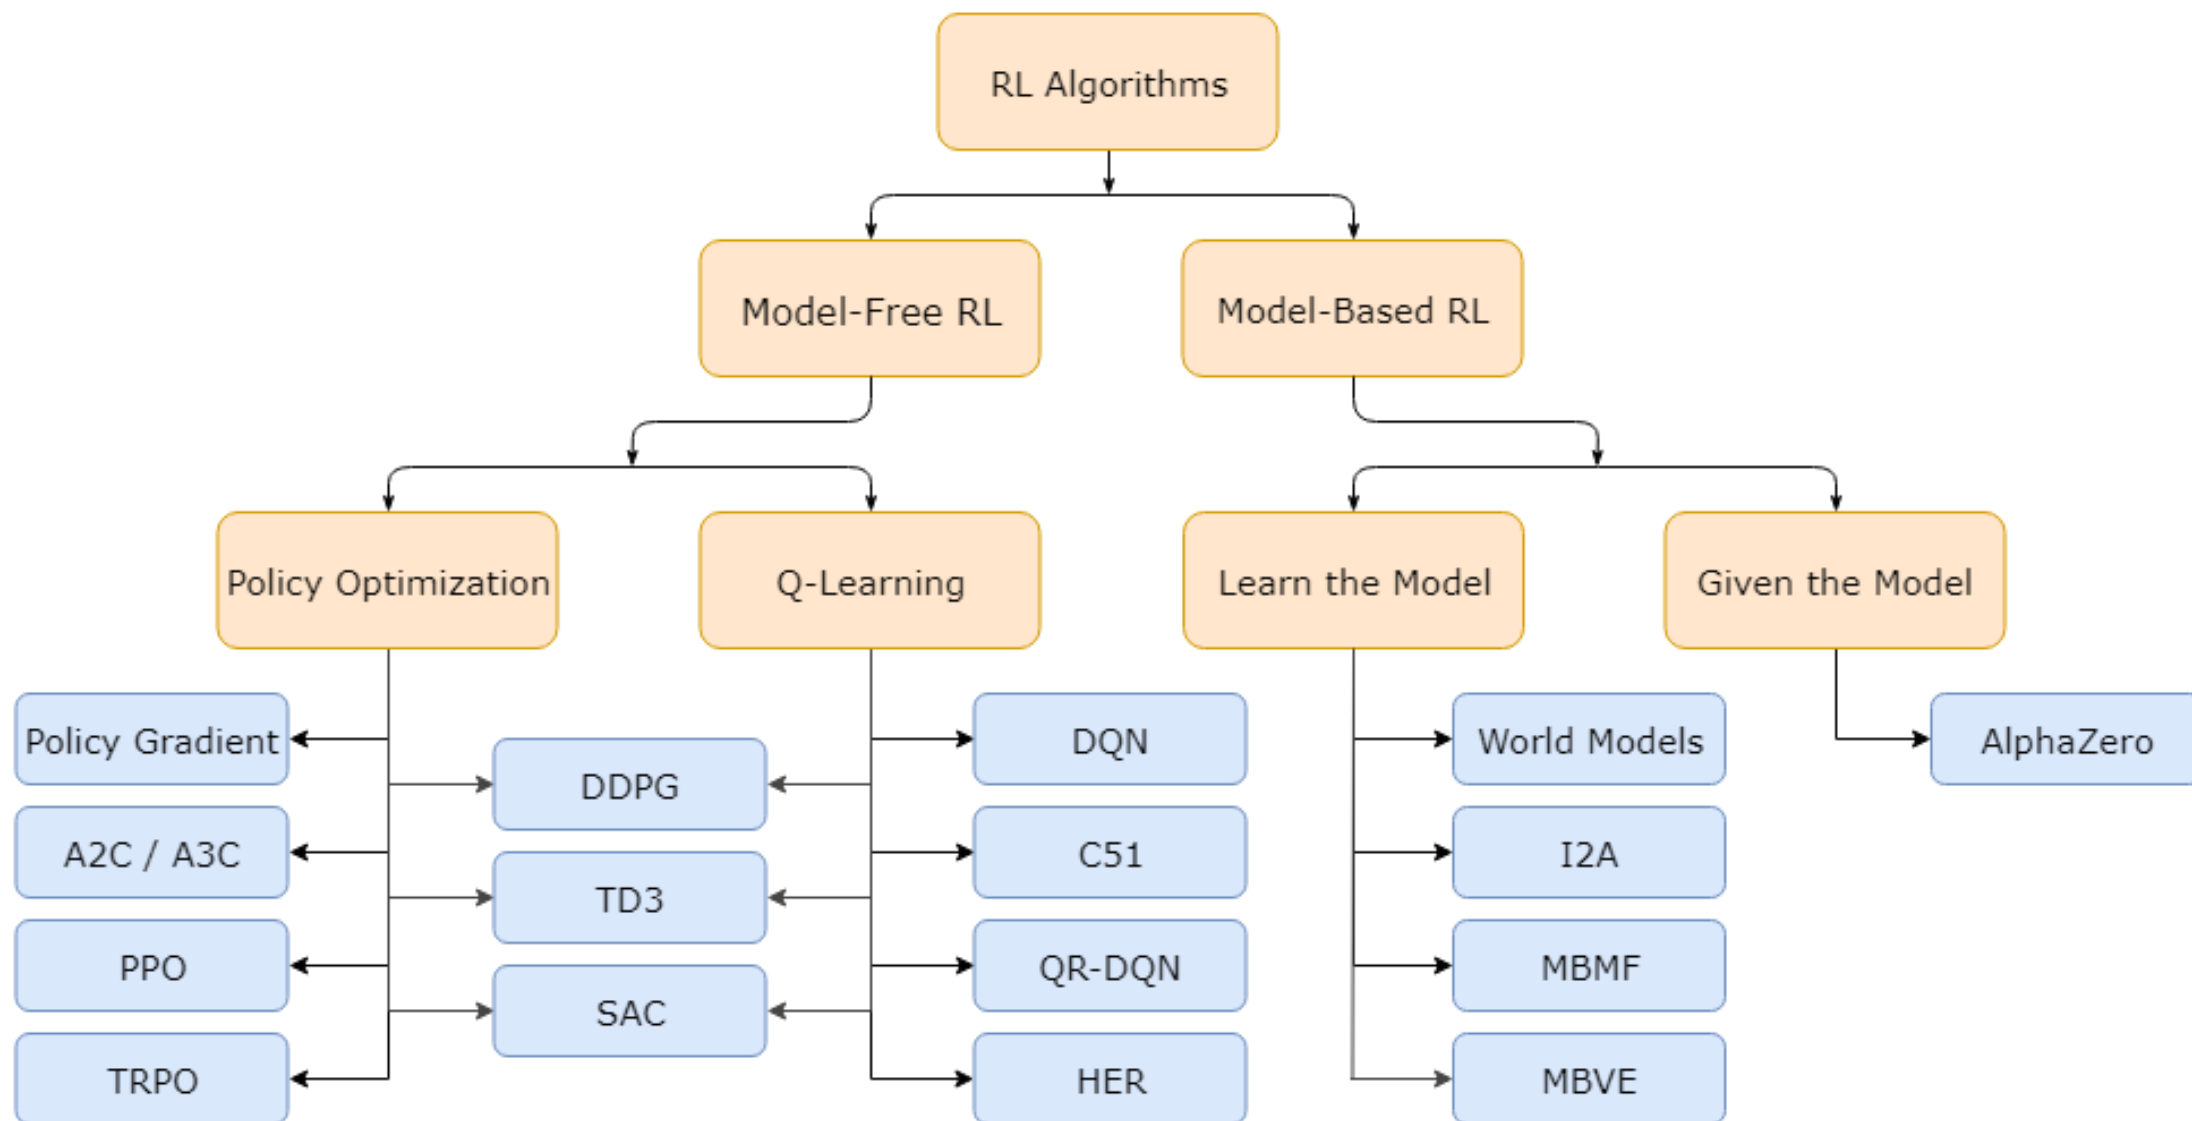 RL Algorithms
Model-Free RL
Model-Based RL
Policy Optimization
Q-Learning
Learn the Model
Given the Model
Policy Gradient
A2C / A3C
PPO
TRPO
DDPG
TD3
SAC
DQN
C51
QR-DQN
HER
World Models
I2A
MBMF
MBVE
AlphaZero